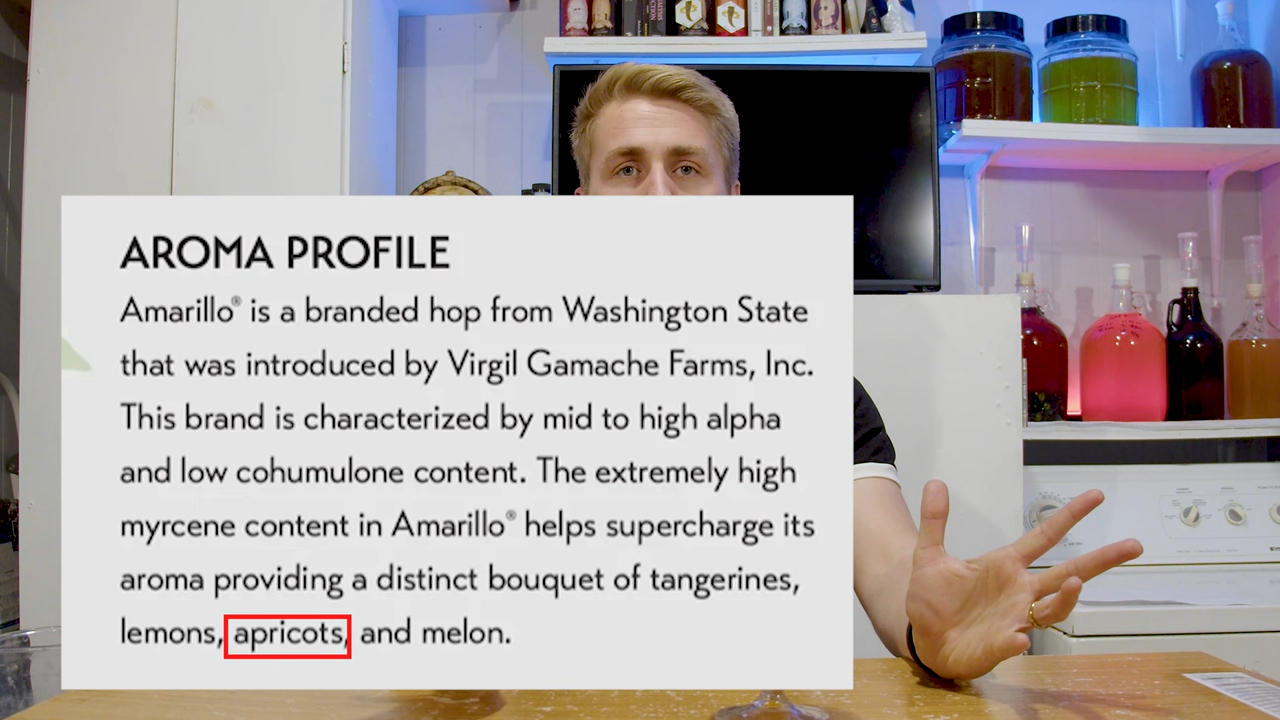 AROMA PROFILE
Amarillo® is a branded hop from Washington State
that was introduced by Virgil Gamache Farms, Inc.
This brand is characterized by mid to high alpha
and low cohumulone content. The extremely high
myrcene content in Amarillo® helps supercharge its
aroma providing a distinct bouquet of tangerines,
lemons, apricots, and melon.